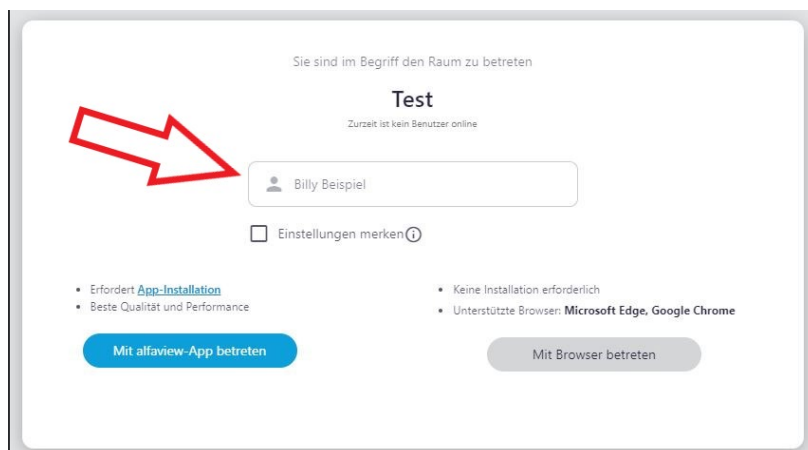 Sie sind im Begriff den Raum zu betreten
Test
Zurzeit ist kein Benutzer online
Billy Beispiel
Einstellungen merken
Erfordert App-Installation
Beste Qualität und Performance
Mit alfaview-App betreten
Keine Installation erforderlich
Unterstützte Browser: Microsoft Edge, Google Chrome
Mit Browser betreten